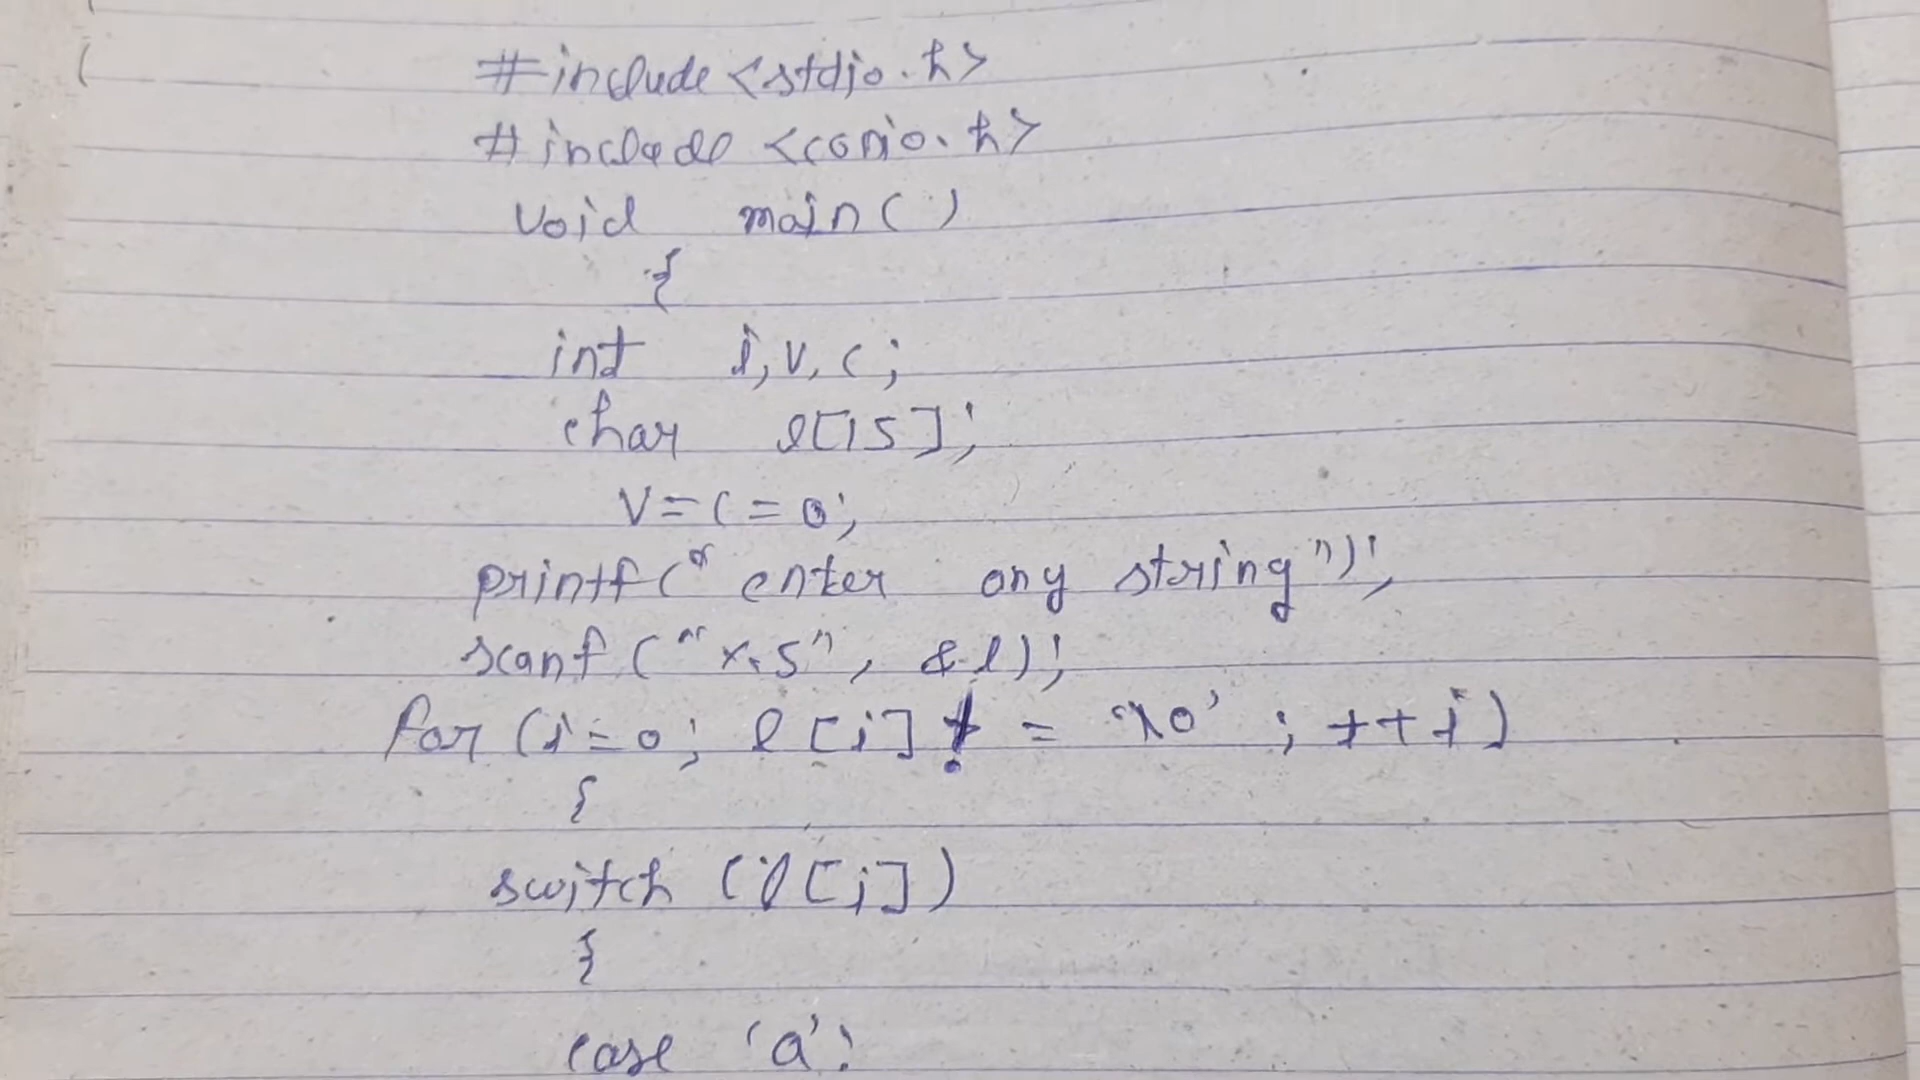 #include <stdio.h>
#include <conio.h>
void main()
{
int i, v, c;
char l[15];
v=c=0;
printf(" enter any string");
scanf("%s", &l);
for (i=0; l[i] != '\0' ; ++i)
{
switch (l[i])
{
case 'a':